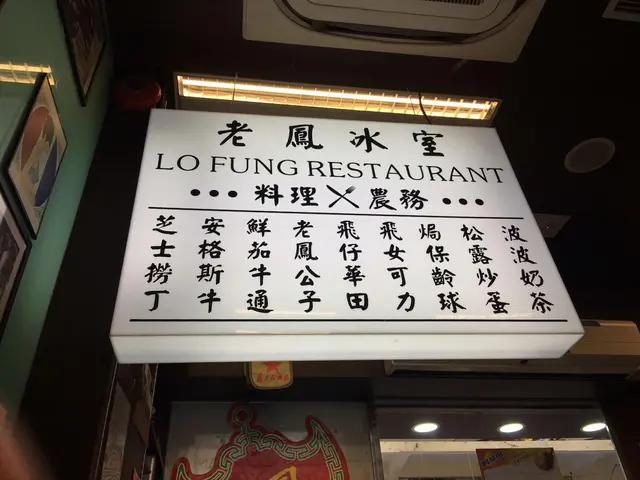 老鳳冰室
LO FUNG RESTAURANT
料理 農務
波波奶茶
松露炒蛋
焗保齡球
飛女可力
飛仔華田
老鳳公子
鮮茄牛通
安格斯牛
芝士撈丁